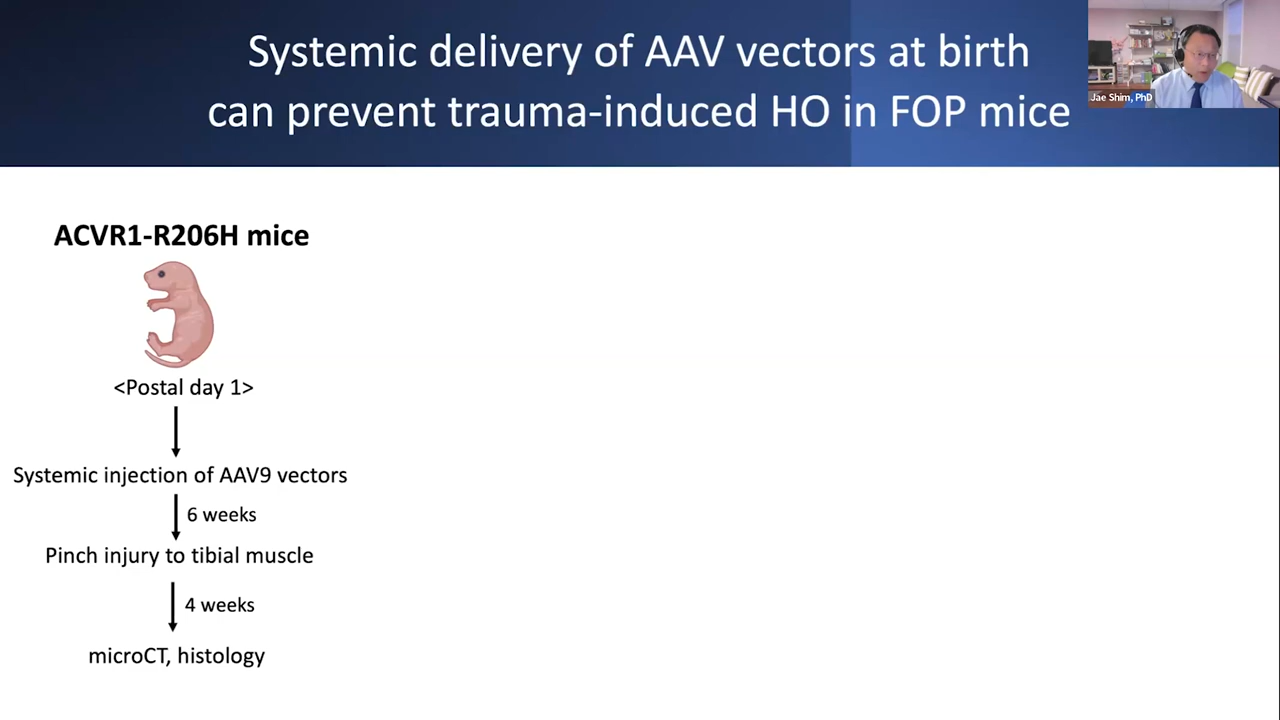 Systemic delivery of AAV vectors at birth
can prevent trauma-induced HO in FOP mice
Jae Shim, PhD
ACVR1-R206H mice
<Postal day 1>
Systemic injection of AAV9 vectors
6 weeks
Pinch injury to tibial muscle
4 weeks
microCT, histology